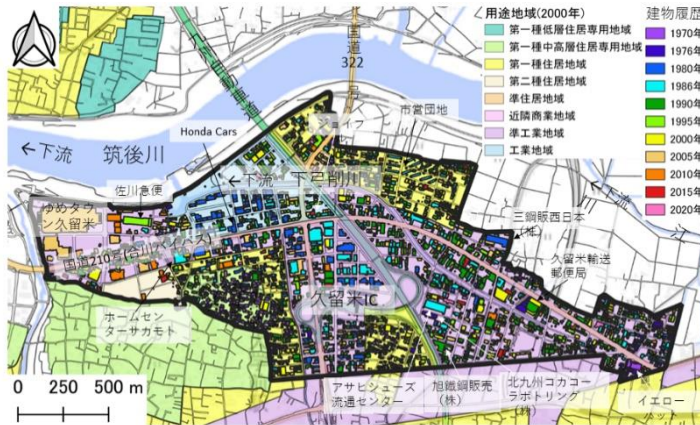 用途地域(2000年)
第一種低層住居専用地域
第一種中高層住居専用地域
第一種住居地域
第二種住居地域
準住居地域
近隣商業地域
準工業地域
工業地域
建物履歴
1970年
1976年
1980年
1986年
1990年
1995年
2000年
2005年
2010年
2015年
2020年
国道
322
号
市営団地
Honda Cars
←下流 筑後川
佐川急便
←下流 下弓削川
←下流
ゆめタウ
ン久留米
三鋼販西日本
(株)
国道210号(合川バイパス)
久留米輸送
郵便局
久留米IC
ホームセン
ターサカモト
0 250 500 m
アサヒシューズ
流通センター
旭鐵鋼販売
(株)
北九州コカコー
ラボトリング
(株)
イエロー
ハット